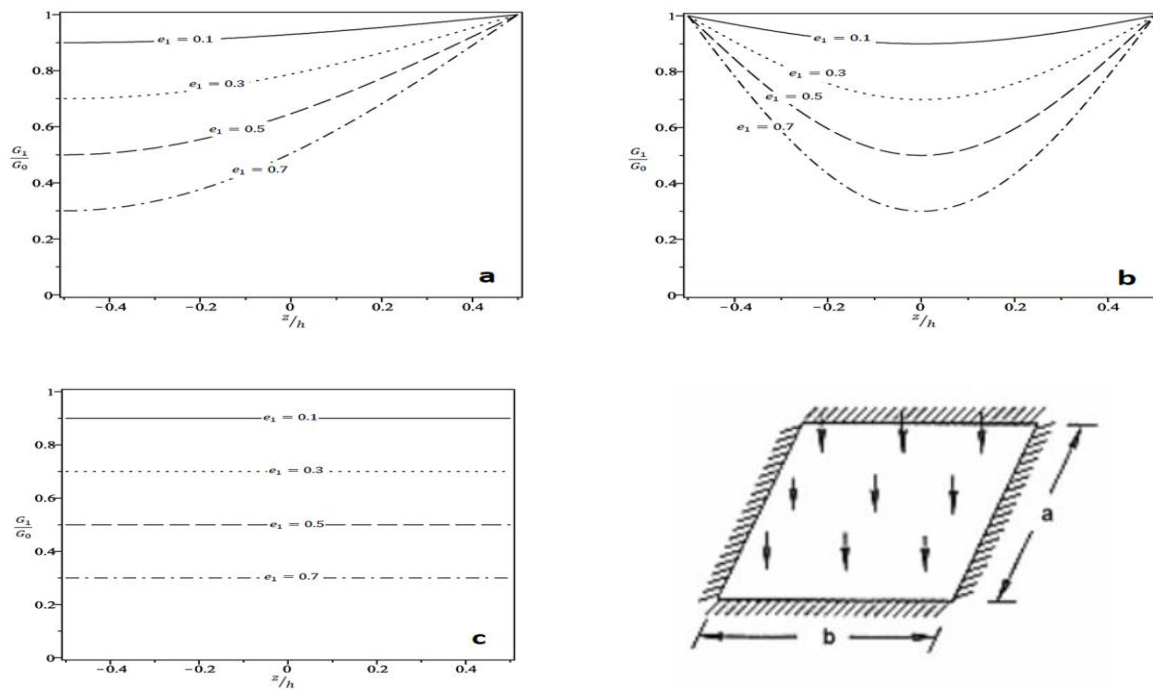 1
0.8
0.6
G₁/G₀
0.4
0.2
0
e₁ = 0.1
e₁ = 0.3
e₁ = 0.5
e₁ = 0.7
−0.4 −0.2 0 0.2 0.4
z/h
a
1
0.8
0.6
G₁/G₀
0.4
0.2
0
e₁ = 0.1
e₁ = 0.3
e₁ = 0.5
e₁ = 0.7
−0.4 −0.2 0 0.2 0.4
z/h
b
1
0.8
0.6
G₁/G₀
0.4
0.2
0
e₁ = 0.1
e₁ = 0.3
e₁ = 0.5
e₁ = 0.7
−0.4 −0.2 0 0.2 0.4
z/h
c
a
b